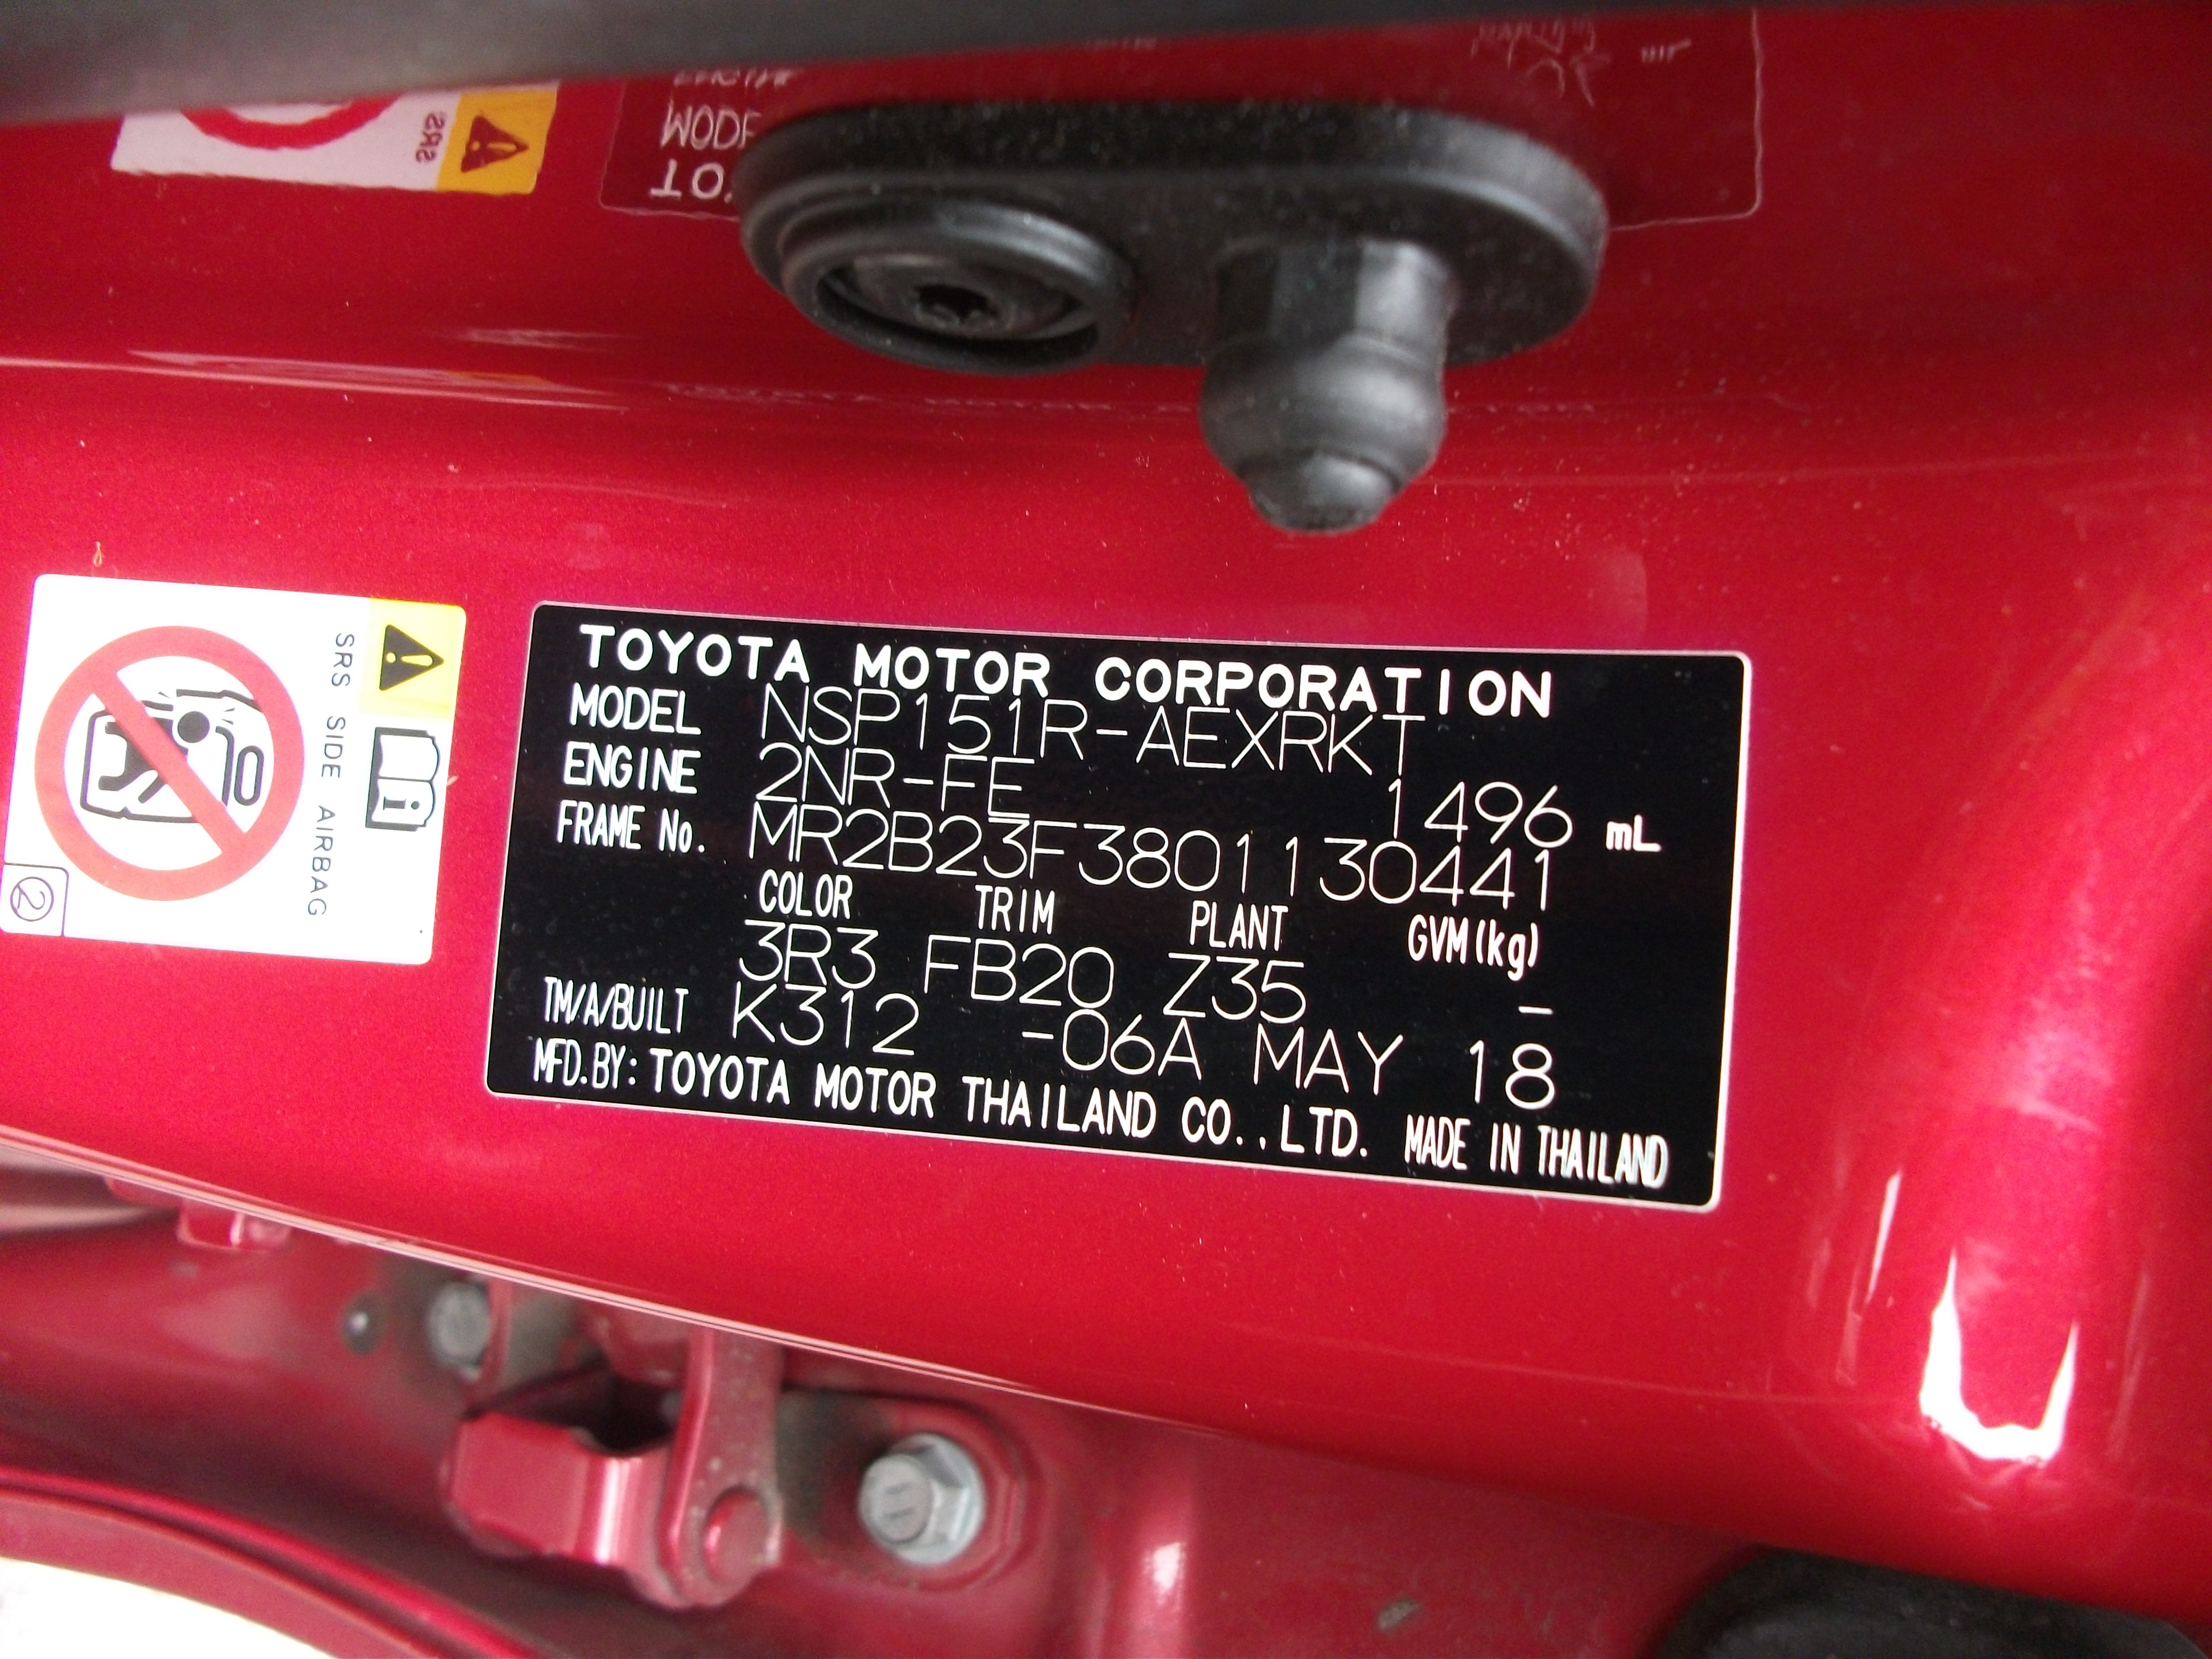 SRS
MODE
TOY
SRS SIDE AIRBAG
2
TOYOTA MOTOR CORPORATION
MODEL NSP151R-AEXRKT
ENGINE 2NR-FE 1496 mL
FRAME No. MR2B23F3801130441
COLOR TRIM PLANT GVM(kg)
3R3 FB20 Z35 -
TM/A/BUILT K312 -06A MAY 18
MFD.BY: TOYOTA MOTOR THAILAND CO.,LTD. MADE IN THAILAND